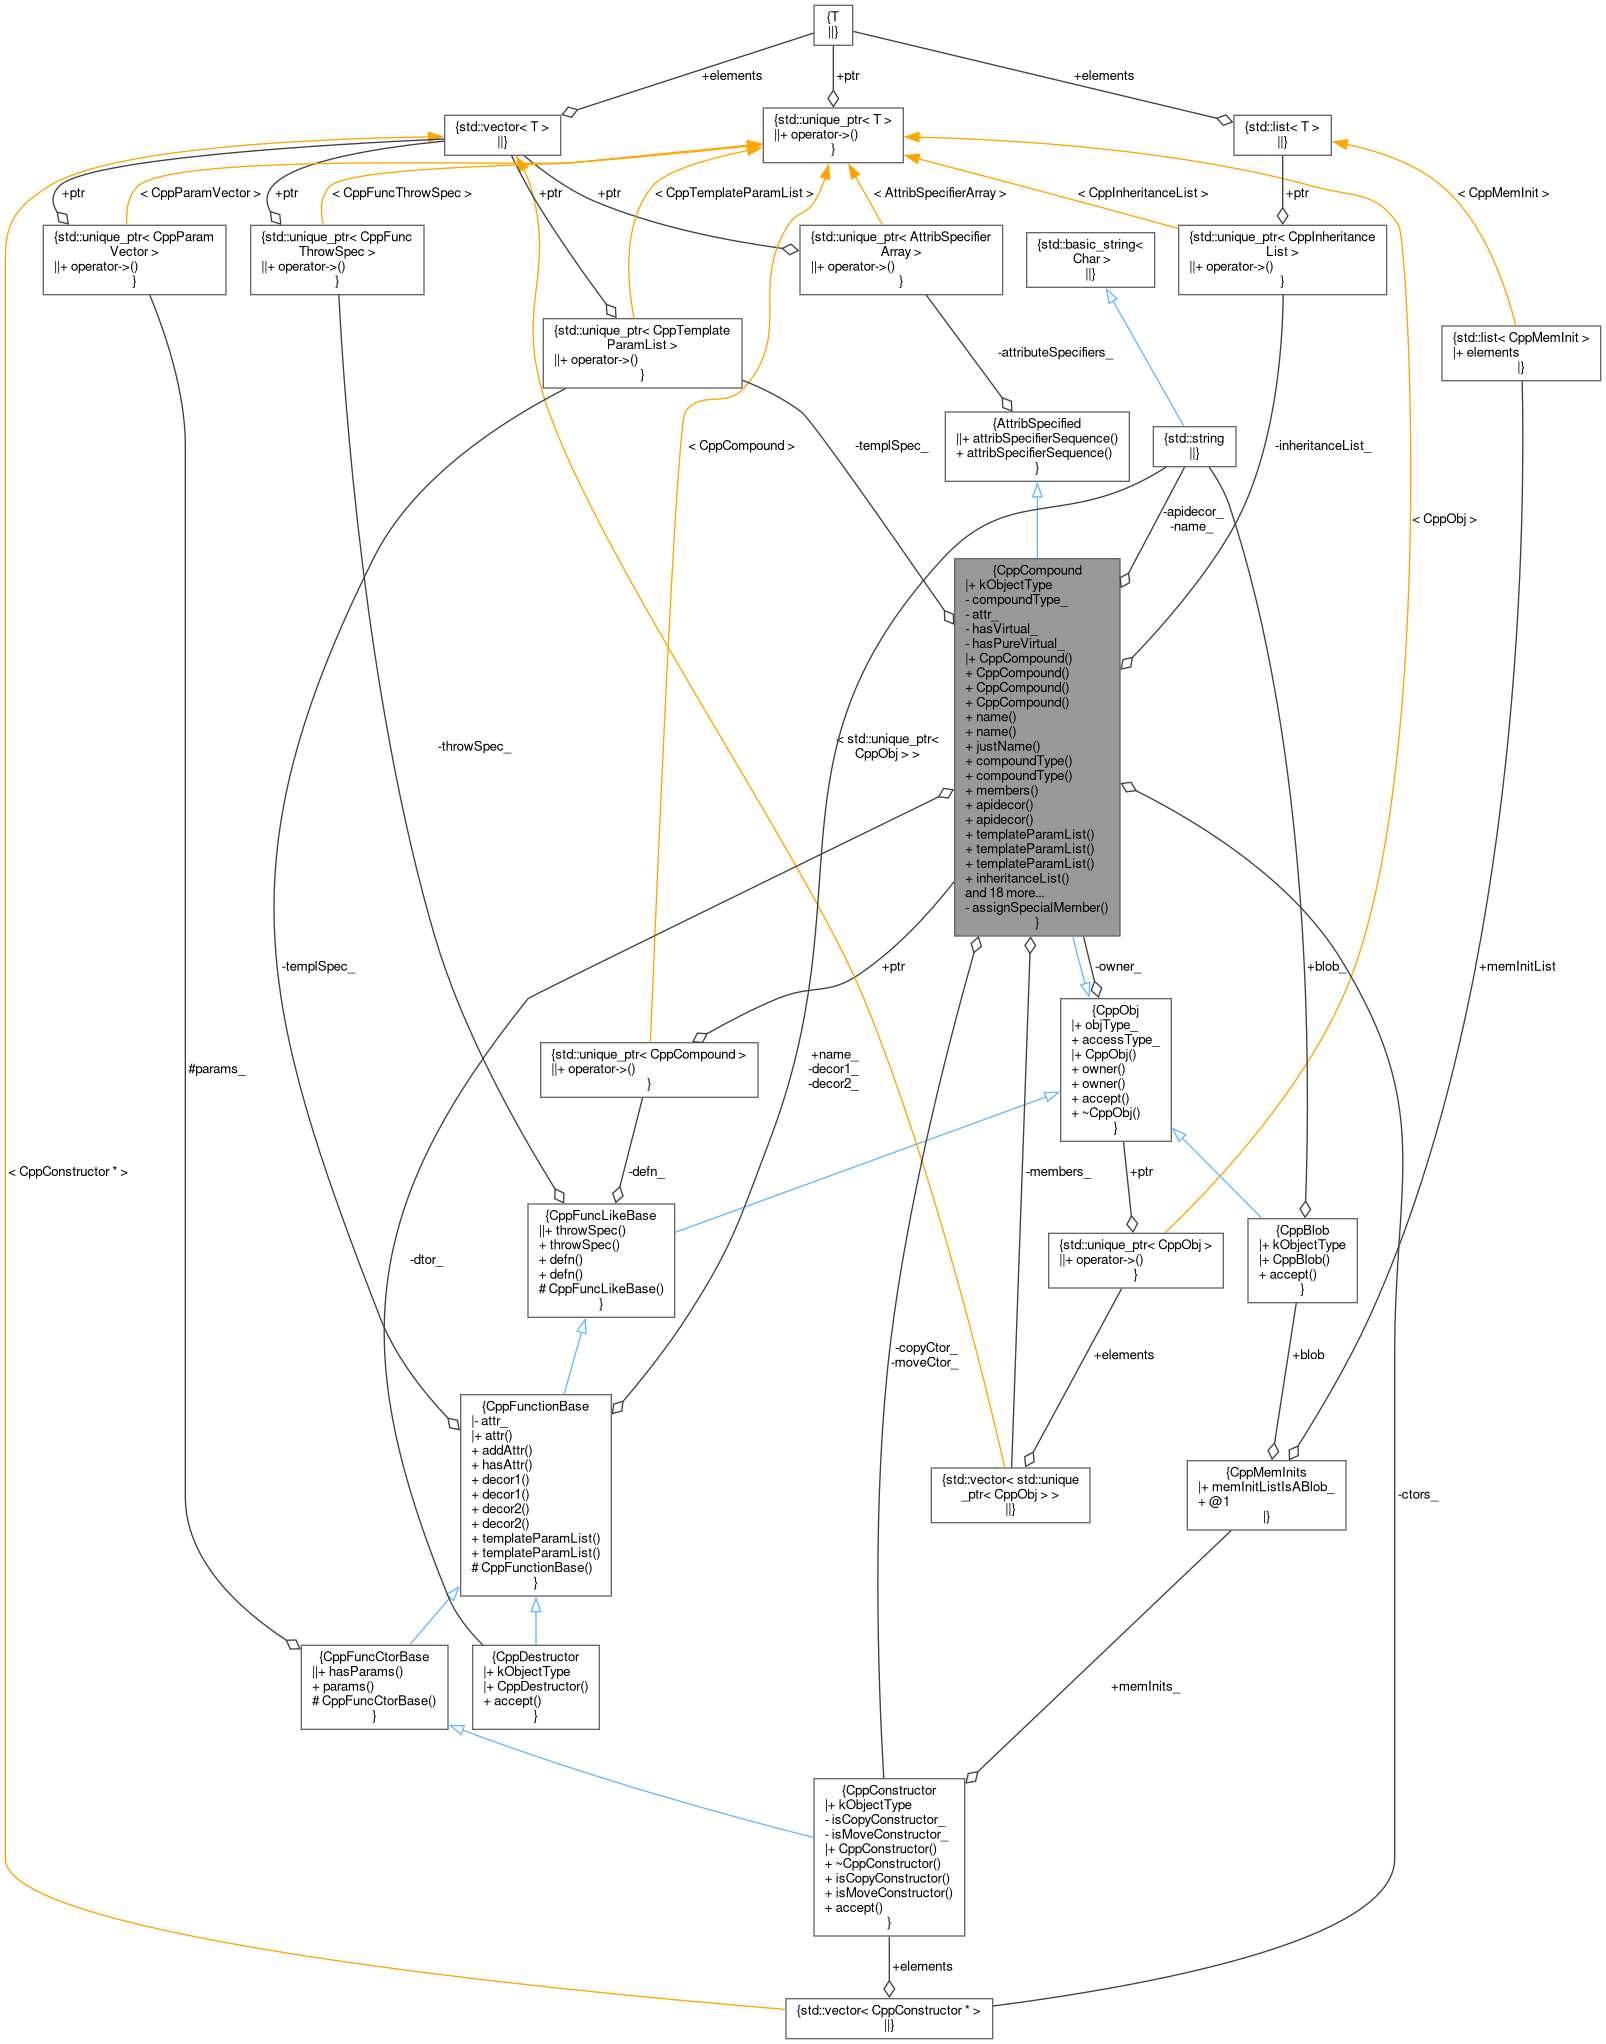 {T
||}
+elements
+ptr
+elements
{std::vector< T >
||}
{std::unique_ptr< T >
||+ operator->()
}
{std::list< T >
||}
+ptr
< CppParamVector >
+ptr
< CppFuncThrowSpec >
+ptr
+ptr
< CppTemplateParamList >
< AttribSpecifierArray >
< CppInheritanceList >
+ptr
< CppMemInit >
{std::unique_ptr< CppParam
Vector >
||+ operator->()
}
{std::unique_ptr< CppFunc
ThrowSpec >
||+ operator->()
}
{std::unique_ptr< AttribSpecifier
Array >
||+ operator->()
}
{std::basic_string<
Char >
||}
{std::unique_ptr< CppInheritance
List >
||+ operator->()
}
{std::unique_ptr< CppTemplate
ParamList >
||+ operator->()
}
{std::list< CppMemInit >
|+ elements
|}
-attributeSpecifiers_
{AttribSpecified
||+ attribSpecifierSequence()
+ attribSpecifierSequence()
}
{std::string
||}
< CppCompound >
-templSpec_
-inheritanceList_
-apidecor_
-name_
< CppObj >
{CppCompound
|+ kObjectType
- compoundType_
- attr_
- hasVirtual_
- hasPureVirtual_
|+ CppCompound()
+ CppCompound()
+ CppCompound()
+ CppCompound()
+ name()
+ name()
+ justName()
+ compoundType()
+ compoundType()
+ members()
+ apidecor()
+ apidecor()
+ templateParamList()
+ templateParamList()
+ templateParamList()
+ inheritanceList()
and 18 more...
- assignSpecialMember()
}
-throwSpec_
< std::unique_ptr<
CppObj > >
-templSpec_
+ptr
-owner_
+blob_
+memInitList
{CppObj
|+ objType_
+ accessType_
|+ CppObj()
+ owner()
+ owner()
+ accept()
+ ~CppObj()
}
{std::unique_ptr< CppCompound >
||+ operator->()
}
#params_
+name_
-decor1_
-decor2_
< CppConstructor * >
-defn_
-members_
+ptr
{CppFuncLikeBase
||+ throwSpec()
+ throwSpec()
+ defn()
+ defn()
# CppFuncLikeBase()
}
{std::unique_ptr< CppObj >
||+ operator->()
}
{CppBlob
|+ kObjectType
|+ CppBlob()
+ accept()
}
-dtor_
-copyCtor_
-moveCtor_
+elements
+blob
{CppFunctionBase
|- attr_
|+ attr()
+ addAttr()
+ hasAttr()
+ decor1()
+ decor1()
+ decor2()
+ decor2()
+ templateParamList()
+ templateParamList()
# CppFunctionBase()
}
{std::vector< std::unique
_ptr< CppObj > >
||}
{CppMemInits
|+ memInitListIsABlob_
+ @1
|}
-ctors_
{CppFuncCtorBase
||+ hasParams()
+ params()
# CppFuncCtorBase()
}
{CppDestructor
|+ kObjectType
|+ CppDestructor()
+ accept()
}
+memInits_
{CppConstructor
|+ kObjectType
- isCopyConstructor_
- isMoveConstructor_
|+ CppConstructor()
+ ~CppConstructor()
+ isCopyConstructor()
+ isMoveConstructor()
+ accept()
}
+elements
{std::vector< CppConstructor * >
||}